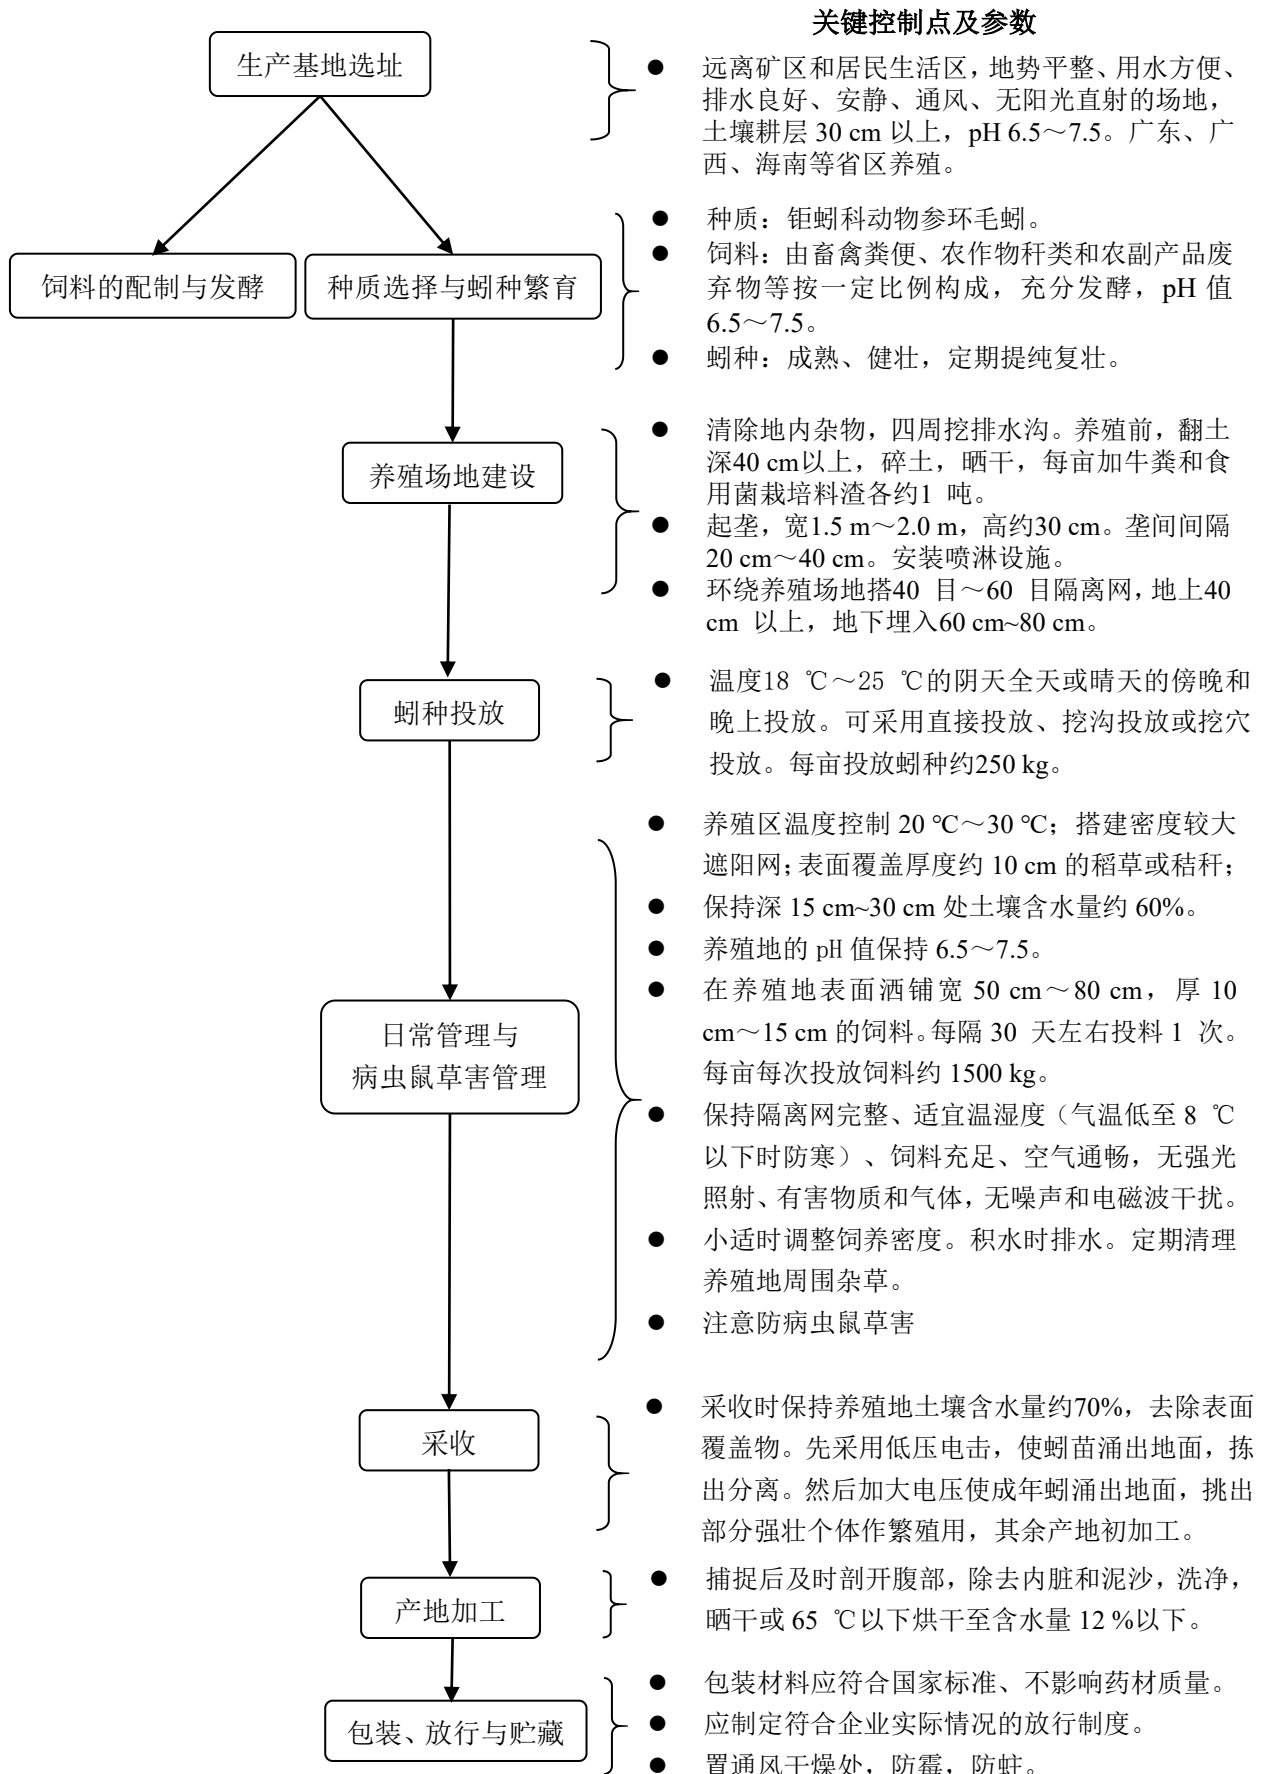 关键控制点及参数
生产基地选址
● 远离矿区和居民生活区，地势平整、用水方便、
排水良好、安静、通风、无阳光直射的场地，
土壤耕层 30 cm 以上，pH 6.5～7.5。广东、广
西、海南等省区养殖。
饲料的配制与发酵
种质选择与蚓种繁育
● 种质：钜蚓科动物参环毛蚓。
● 饲料：由畜禽粪便、农作物秆类和农副产品废
弃物等按一定比例构成，充分发酵，pH 值
6.5～7.5。
● 蚓种：成熟、健壮，定期提纯复壮。
养殖场地建设
● 清除地内杂物，四周挖排水沟。养殖前，翻土
深40 cm以上，碎土，晒干，每亩加牛粪和食
用菌栽培料渣各约1 吨。
● 起垄，宽1.5 m～2.0 m，高约30 cm。垄间间隔
20 cm～40 cm。安装喷淋设施。
● 环绕养殖场地搭40 目～60 目隔离网，地上40
cm 以上，地下埋入60 cm~80 cm。
蚓种投放
● 温度18 ℃～25 ℃的阴天全天或晴天的傍晚和
晚上投放。可采用直接投放、挖沟投放或挖穴
投放。每亩投放蚓种约250 kg。
日常管理与
病虫鼠草害管理
● 养殖区温度控制 20 ℃～30 ℃；搭建密度较大
遮阳网；表面覆盖厚度约 10 cm 的稻草或秸秆；
● 保持深 15 cm~30 cm 处土壤含水量约 60%。
● 养殖地的 pH 值保持 6.5～7.5。
● 在养殖地表面洒铺宽 50 cm～80 cm，厚 10
cm～15 cm 的饲料。每隔 30 天左右投料 1 次。
每亩每次投放饲料约 1500 kg。
● 保持隔离网完整、适宜温湿度（气温低至 8 ℃
以下时防寒）、饲料充足、空气通畅，无强光
照射、有害物质和气体，无噪声和电磁波干扰。
● 小适时调整饲养密度。积水时排水。定期清理
养殖地周围杂草。
● 注意防病虫鼠草害
采收
● 采收时保持养殖地土壤含水量约70%，去除表面
覆盖物。先采用低压电击，使蚓苗涌出地面，拣
出分离。然后加大电压使成年蚓涌出地面，挑出
部分强壮个体作繁殖用，其余产地初加工。
产地加工
● 捕捉后及时剖开腹部，除去内脏和泥沙，洗净，
晒干或 65 ℃以下烘干至含水量 12 %以下。
包装、放行与贮藏
● 包装材料应符合国家标准、不影响药材质量。
● 应制定符合企业实际情况的放行制度。
● 置通风干燥处，防霉，防蛀。